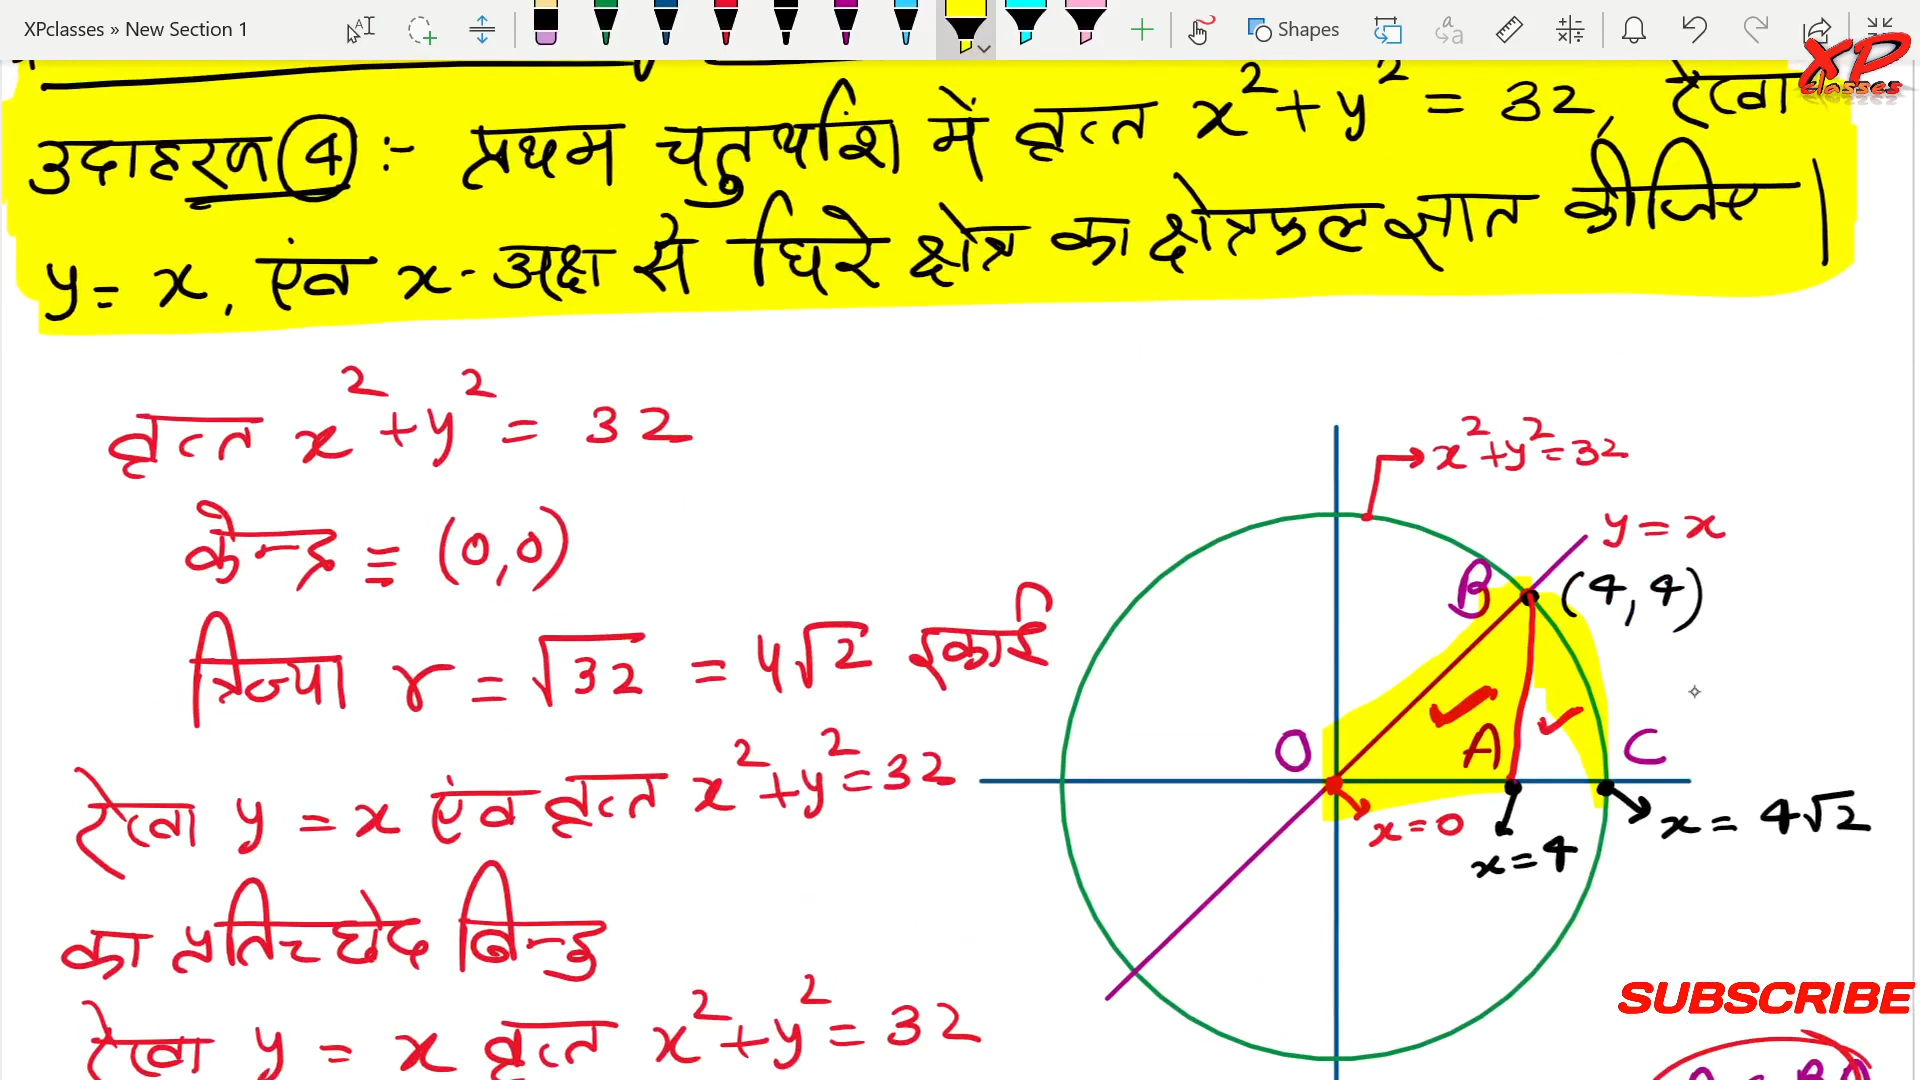 XPclasses » New Section 1
Shapes
XP
classes
उदाहरण ④ :- प्रथम चतुर्थांश में वृत्त x² + y² = 32, रेखा
y = x, एंव x-अक्ष से घिरे क्षेत्र का क्षेत्रफल ज्ञात कीजिए।
वृत्त x² + y² = 32
केन्द्र ≡ (0,0)
त्रिज्या r = √32 = 4√2 इकाई
रेखा y = x एंव वृत्त x² + y² = 32
का प्रतिच्छेद बिन्दु
रेखा y = x वृत्त x² + y² = 32
x² + y² = 32
y = x
B (4, 4)
O A C
x = 0
x = 4
x = 4√2
SUBSCRIBE